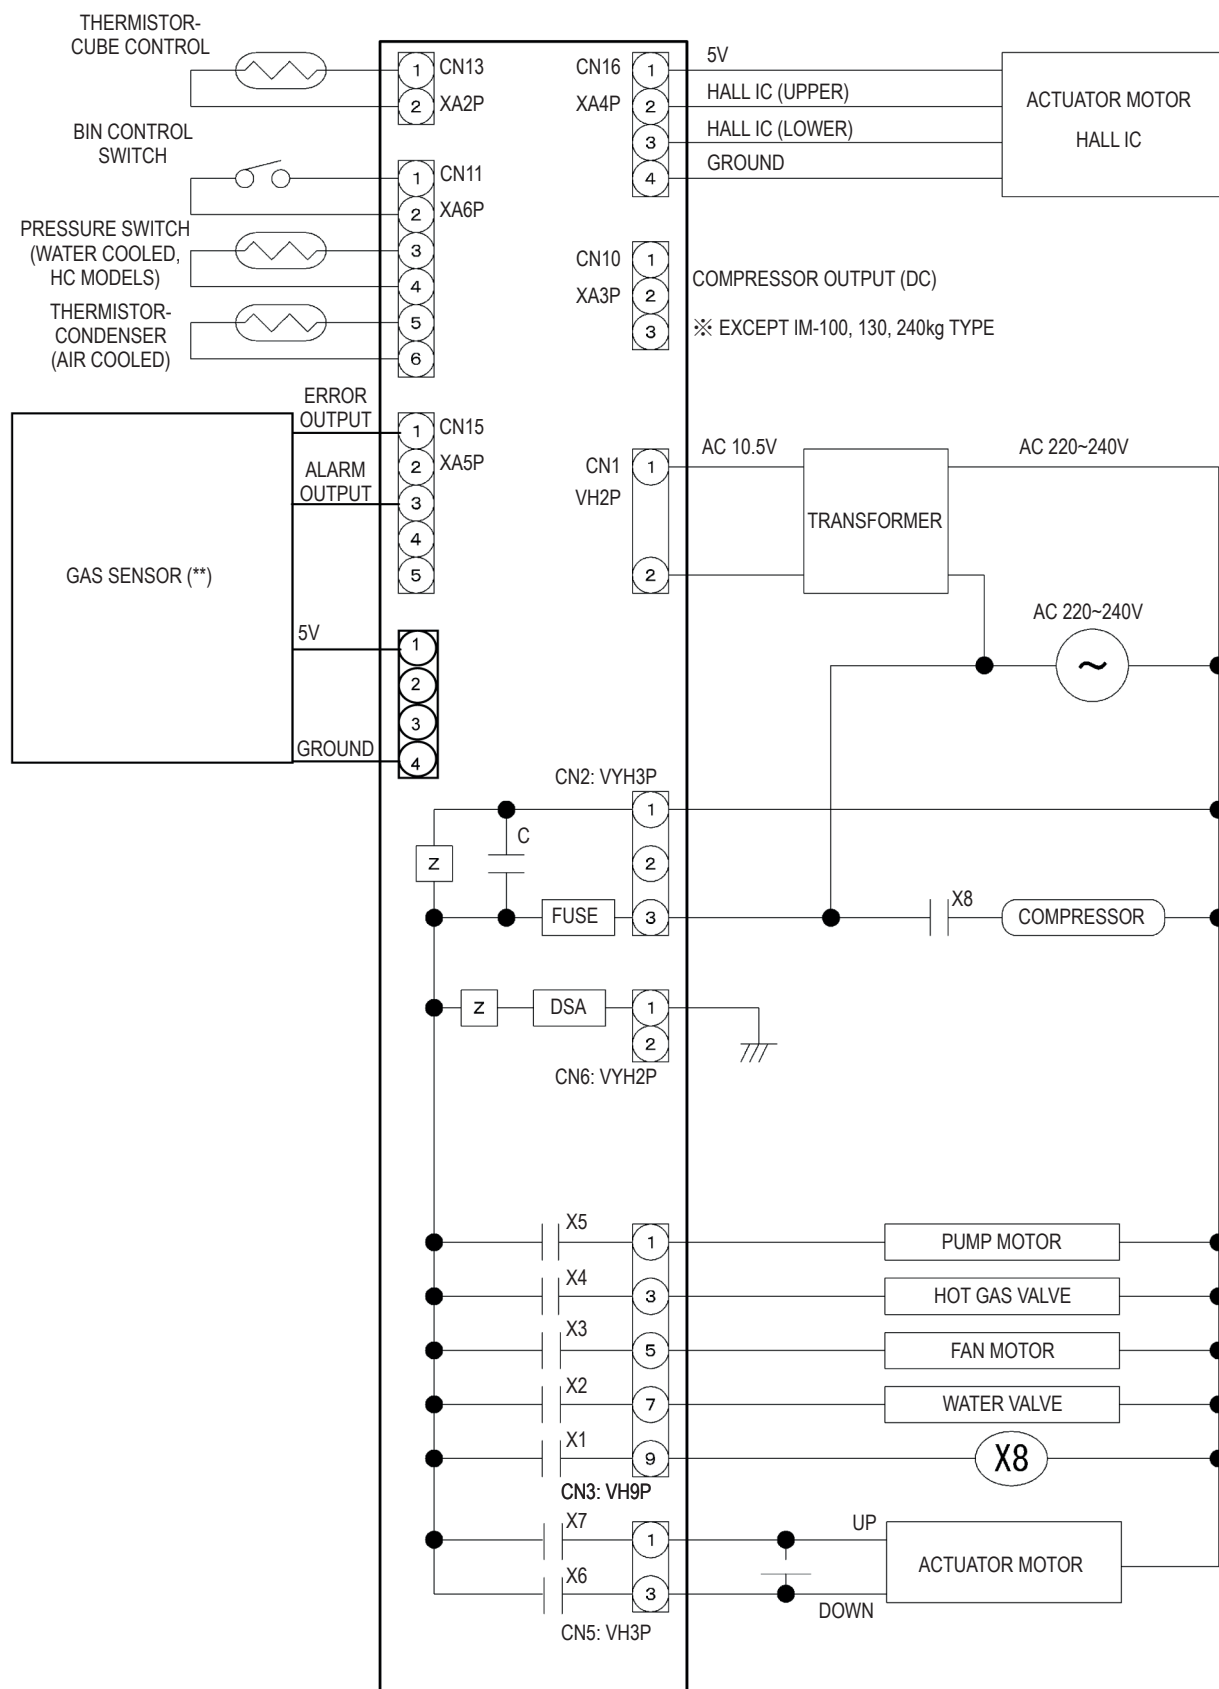 THERMISTOR-
CUBE CONTROL
1 CN13
2 XA2P
BIN CONTROL
SWITCH
1 CN11
2 XA6P
PRESSURE SWITCH
(WATER COOLED,
HC MODELS)
3
4
THERMISTOR-
CONDENSER
(AIR COOLED)
5
6
ERROR
OUTPUT
1 CN15
2 XA5P
ALARM
OUTPUT
3
4
5
GAS SENSOR (**)
5V
1
2
3
GROUND
4
CN16 1 5V
XA4P 2 HALL IC (UPPER)
3 HALL IC (LOWER)
4 GROUND
ACTUATOR MOTOR
HALL IC
CN10 1
XA3P 2
3
COMPRESSOR OUTPUT (DC)
※ EXCEPT IM-100, 130, 240kg TYPE
CN1 1
VH2P
2
AC 10.5V
TRANSFORMER
AC 220~240V
AC 220~240V
~
CN2: VYH3P
1
2
3
C
Z
FUSE
X8
COMPRESSOR
Z
DSA
1
2
CN6: VYH2P
X5 1 PUMP MOTOR
X4 3 HOT GAS VALVE
X3 5 FAN MOTOR
X2 7 WATER VALVE
X1 9 X8
CN3: VH9P
X7 1 UP
ACTUATOR MOTOR
X6 3 DOWN
CN5: VH3P